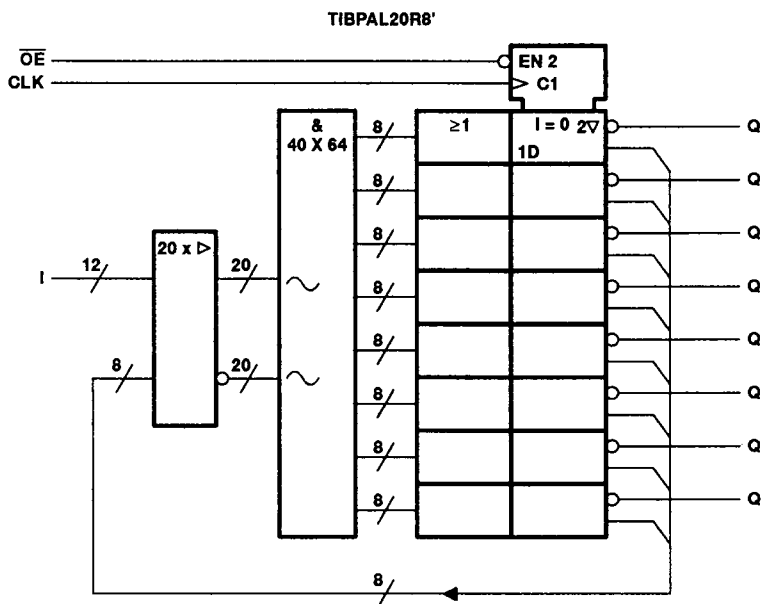 TIBPAL20R8'
OE
CLK
EN 2
C1
&
40 X 64
8
≥1
I = 0
2▽
Q
1D
8
Q
8
Q
20 x ▷
I
12
20
8
Q
8
20
8
Q
8
Q
8
Q
8
Q
8